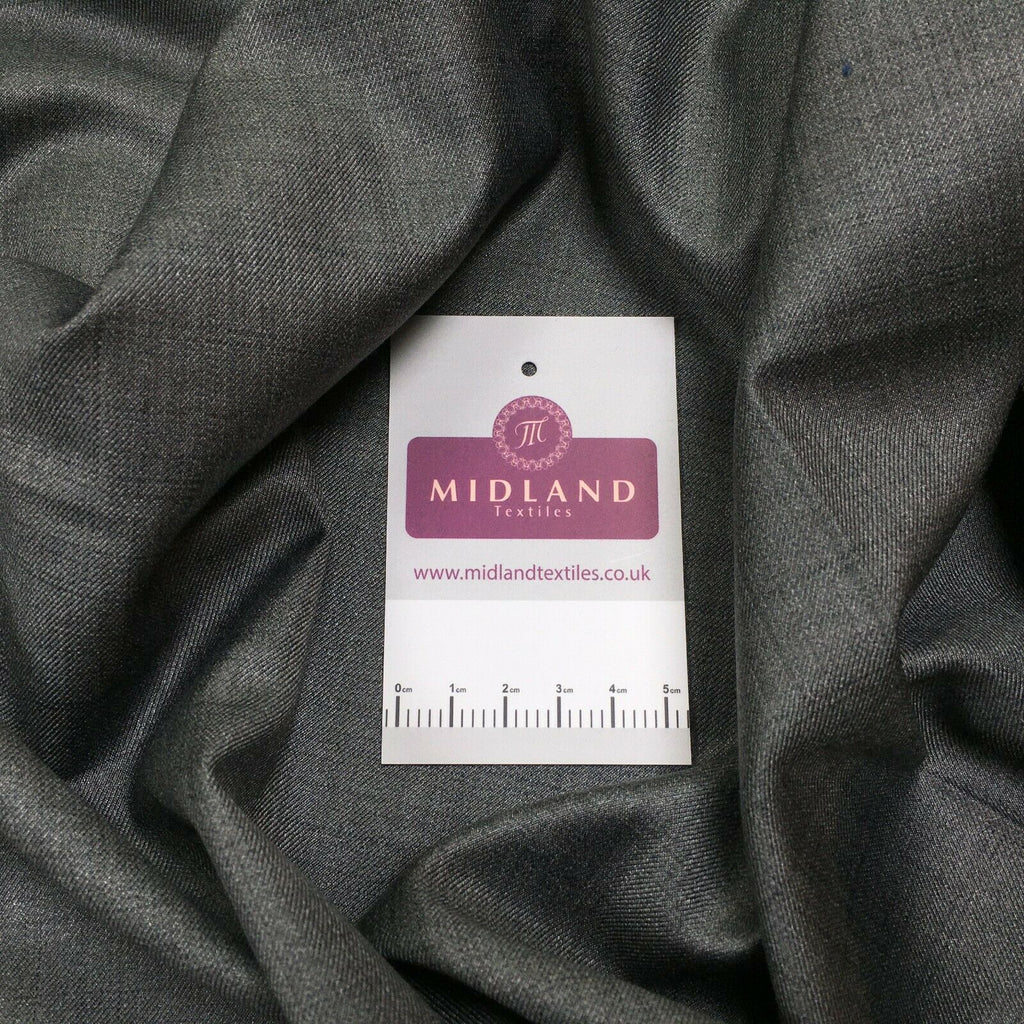 M
MIDLAND
Textiles
www.midlandtextiles.co.uk
0cm 1cm 2cm 3cm 4cm 5cm